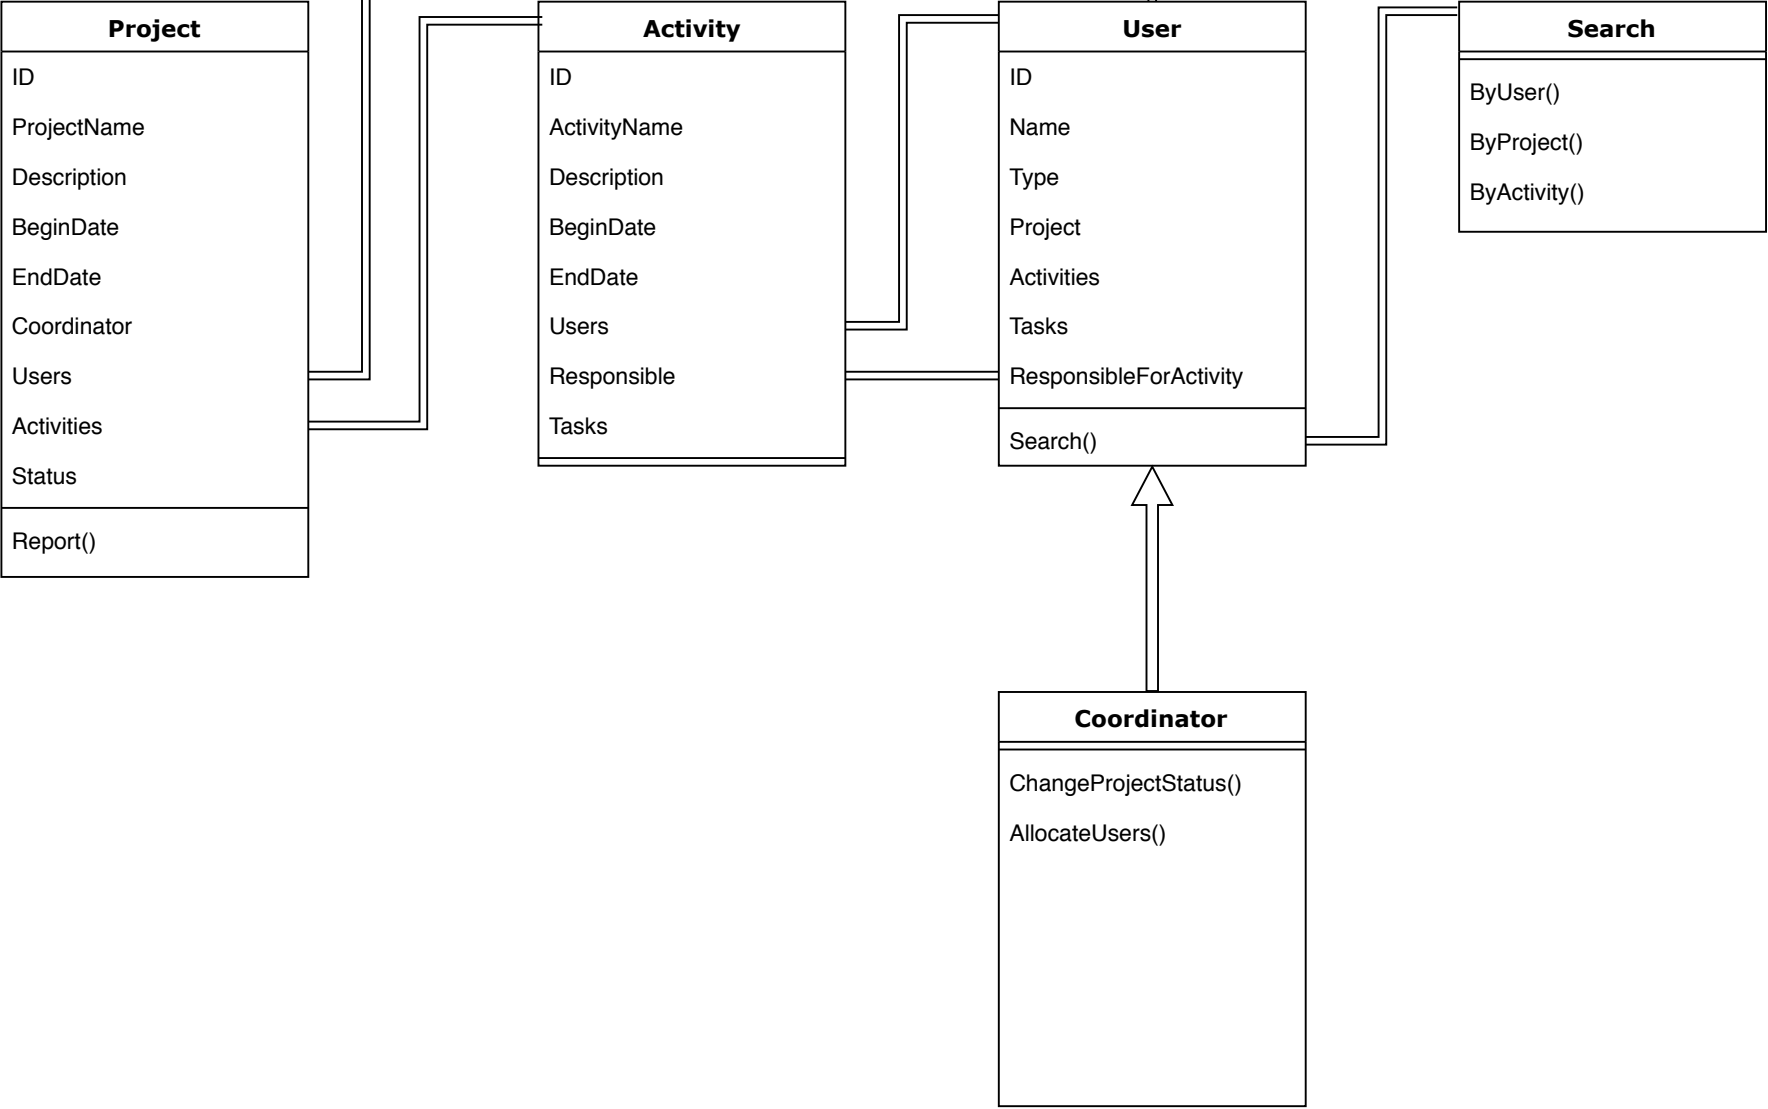 Project
ID
ProjectName
Description
BeginDate
EndDate
Coordinator
Users
Activities
Status
Report()
Activity
ID
ActivityName
Description
BeginDate
EndDate
Users
Responsible
Tasks
User
ID
Name
Type
Project
Activities
Tasks
ResponsibleForActivity
Search()
Search
ByUser()
ByProject()
ByActivity()
Coordinator
ChangeProjectStatus()
AllocateUsers()